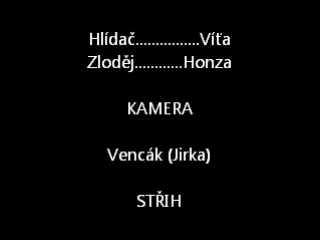 Hlídač................Víťa
Zloděj............Honza
KAMERA
Vencák (Jirka)
STŘIH